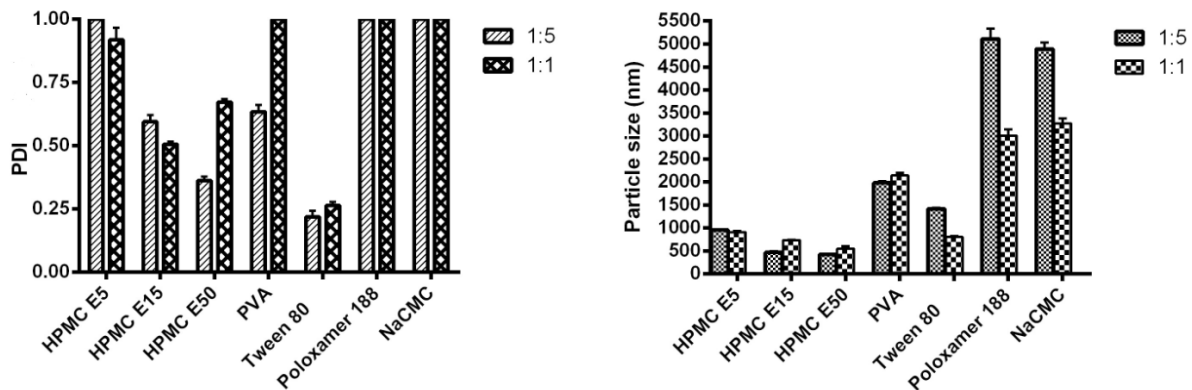 1.00
0.75
0.50
0.25
0.00
PDI
HPMC E5
HPMC E15
HPMC E50
PVA
Tween 80
Poloxamer 188
NaCMC
1:5
1:1
5500
5000
4500
4000
3500
3000
2500
2000
1500
1000
500
0
Particle size (nm)
HPMC E5
HPMC E15
HPMC E50
PVA
Tween 80
Poloxamer 188
NaCMC
1:5
1:1